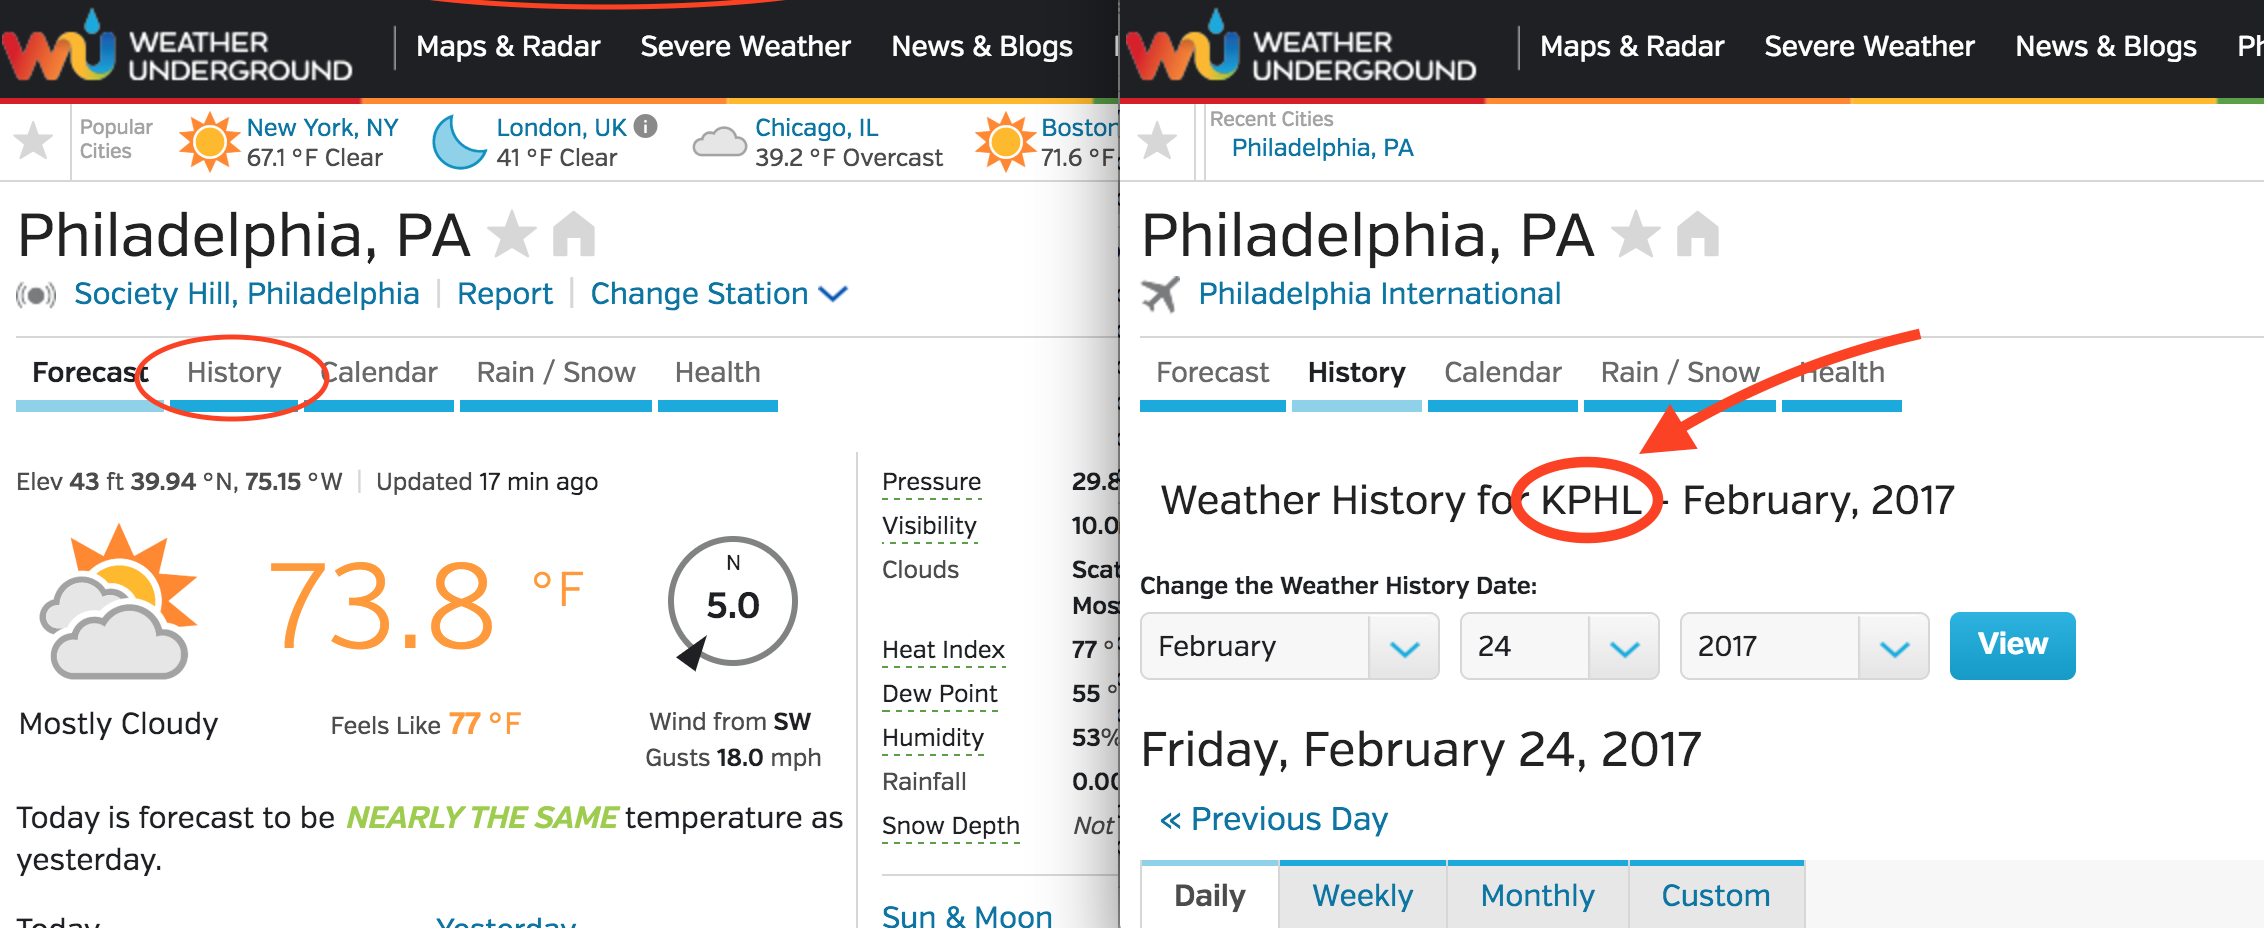 WEATHER
UNDERGROUND
Maps & Radar Severe Weather News & Blogs
Popular
Cities
New York, NY
67.1 °F Clear
London, UK
41 °F Clear
Chicago, IL
39.2 °F Overcast
Boston
71.6 °F
Philadelphia, PA
Society Hill, Philadelphia | Report | Change Station
Forecast History Calendar Rain / Snow Health
Elev 43 ft 39.94 °N, 75.15 °W | Updated 17 min ago
73.8 °F
N
5.0
Mostly Cloudy
Feels Like 77 °F
Wind from SW
Gusts 18.0 mph
Today is forecast to be NEARLY THE SAME temperature as
yesterday.
Today Yesterday
Pressure 29.8
Visibility 10.0
Clouds Scat
Mos
Heat Index 77 °
Dew Point 55 °
Humidity 53%
Rainfall 0.00
Snow Depth Not
Sun & Moon
WEATHER
UNDERGROUND
Maps & Radar Severe Weather News & Blogs Ph
Recent Cities
Philadelphia, PA
Philadelphia, PA
Philadelphia International
Forecast History Calendar Rain / Snow Health
Weather History for KPHL - February, 2017
Change the Weather History Date:
February 24 2017 View
Friday, February 24, 2017
« Previous Day
Daily Weekly Monthly Custom